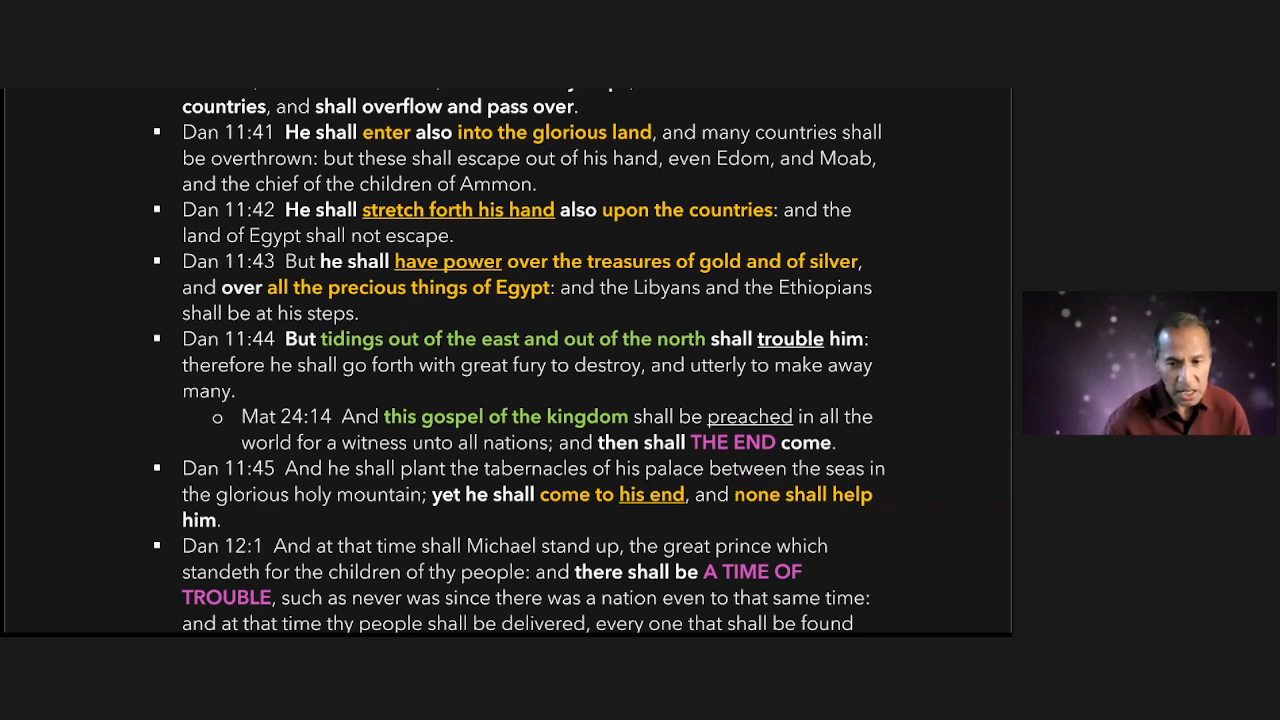 countries, and shall overflow and pass over.
▪ Dan 11:41 He shall enter also into the glorious land, and many countries shall
be overthrown: but these shall escape out of his hand, even Edom, and Moab,
and the chief of the children of Ammon.
▪ Dan 11:42 He shall stretch forth his hand also upon the countries: and the
land of Egypt shall not escape.
▪ Dan 11:43 But he shall have power over the treasures of gold and of silver,
and over all the precious things of Egypt: and the Libyans and the Ethiopians
shall be at his steps.
▪ Dan 11:44 But tidings out of the east and out of the north shall trouble him:
therefore he shall go forth with great fury to destroy, and utterly to make away
many.
o Mat 24:14 And this gospel of the kingdom shall be preached in all the
world for a witness unto all nations; and then shall THE END come.
▪ Dan 11:45 And he shall plant the tabernacles of his palace between the seas in
the glorious holy mountain; yet he shall come to his end, and none shall help
him.
▪ Dan 12:1 And at that time shall Michael stand up, the great prince which
standeth for the children of thy people: and there shall be A TIME OF
TROUBLE, such as never was since there was a nation even to that same time:
and at that time thy people shall be delivered, every one that shall be found